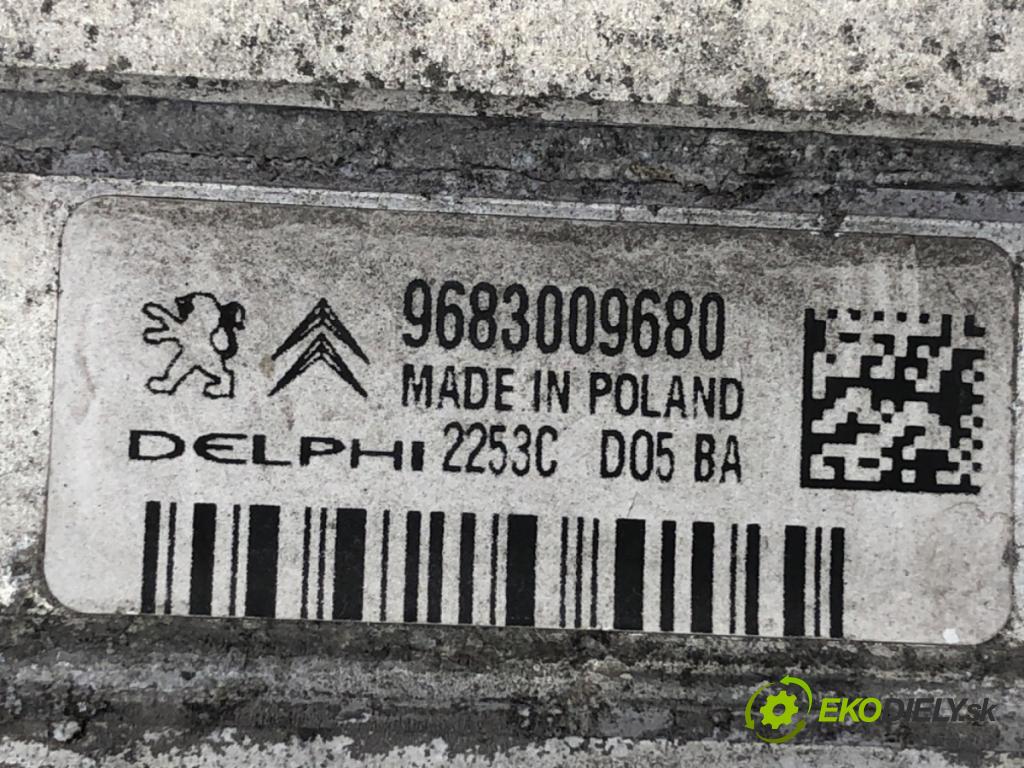 9683009680
MADE IN POLAND
DELPHI 2253C D05 BA
EKODIELY.sk